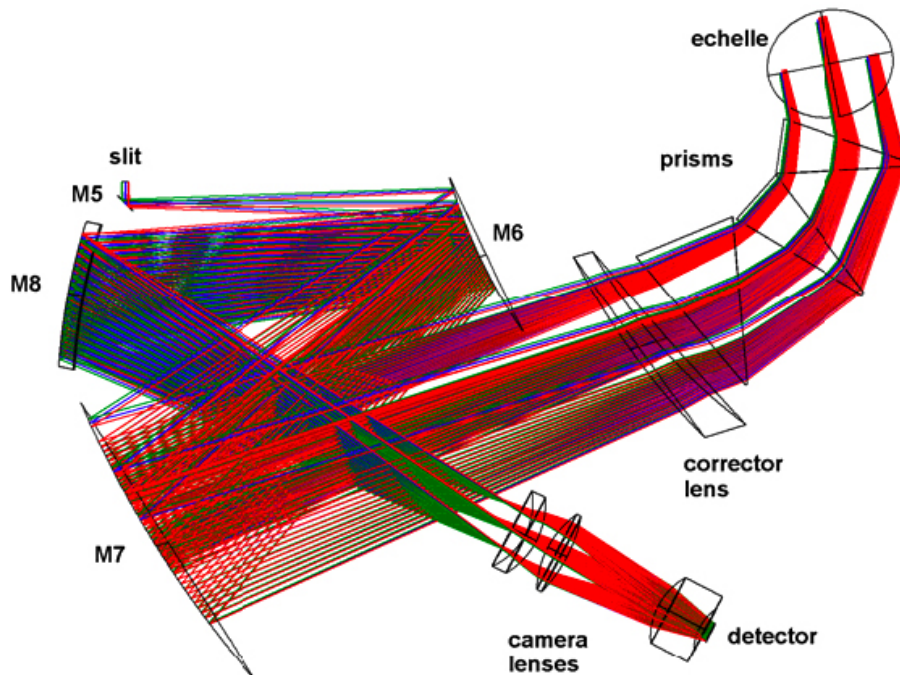 echelle
prisms
slit
M5
M6
M8
corrector
lens
M7
camera
lenses
detector